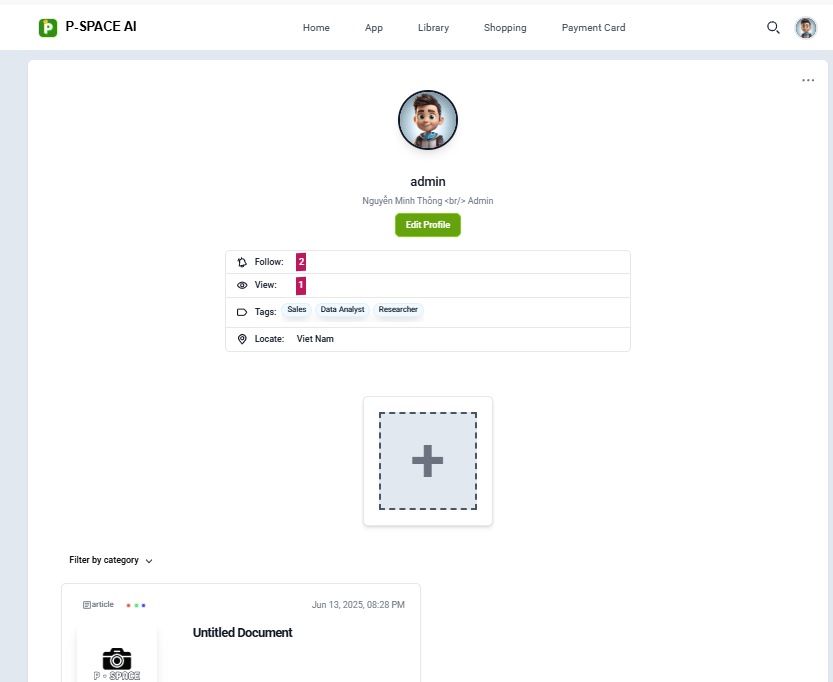 P-SPACE AI
Home App Library Shopping Payment Card
admin
Nguyễn Minh Thông <br/> Admin
Edit Profile
Follow: 2
View: 1
Tags: Sales Data Analyst Researcher
Locate: Viet Nam
Filter by category
article Jun 13, 2025, 08:28 PM
Untitled Document
P - SPACE